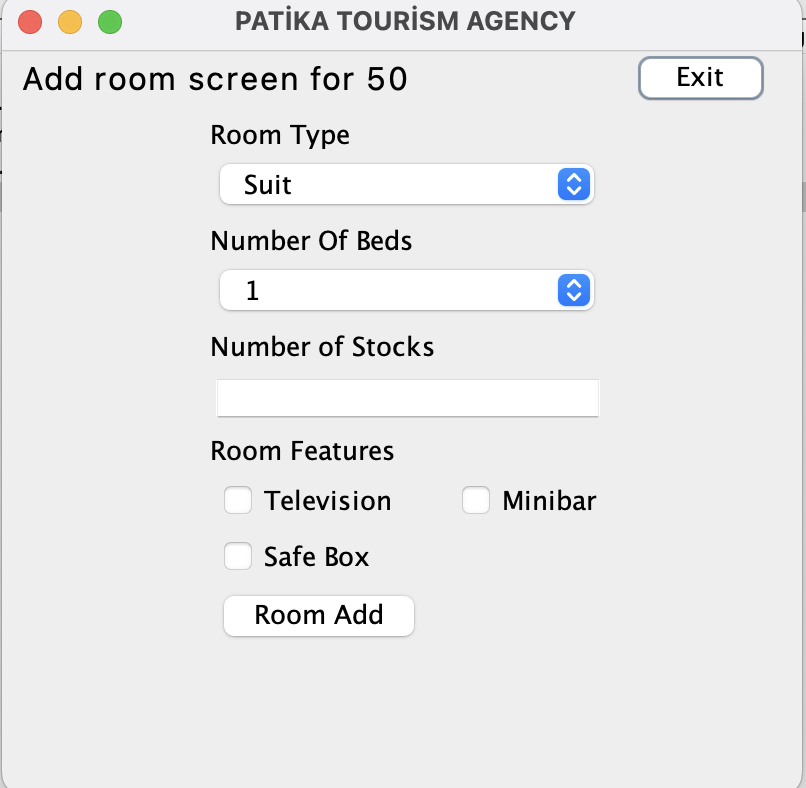 PATİKA TOURİSM AGENCY
Add room screen for 50
Exit
Room Type
Suit
Number Of Beds
1
Number of Stocks
Room Features
Television
Minibar
Safe Box
Room Add